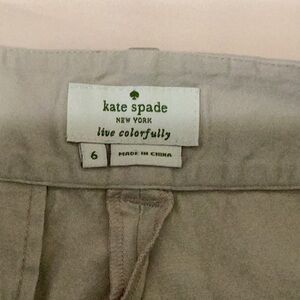 kate spade
NEW YORK
live colorfully
6
MADE IN CHINA